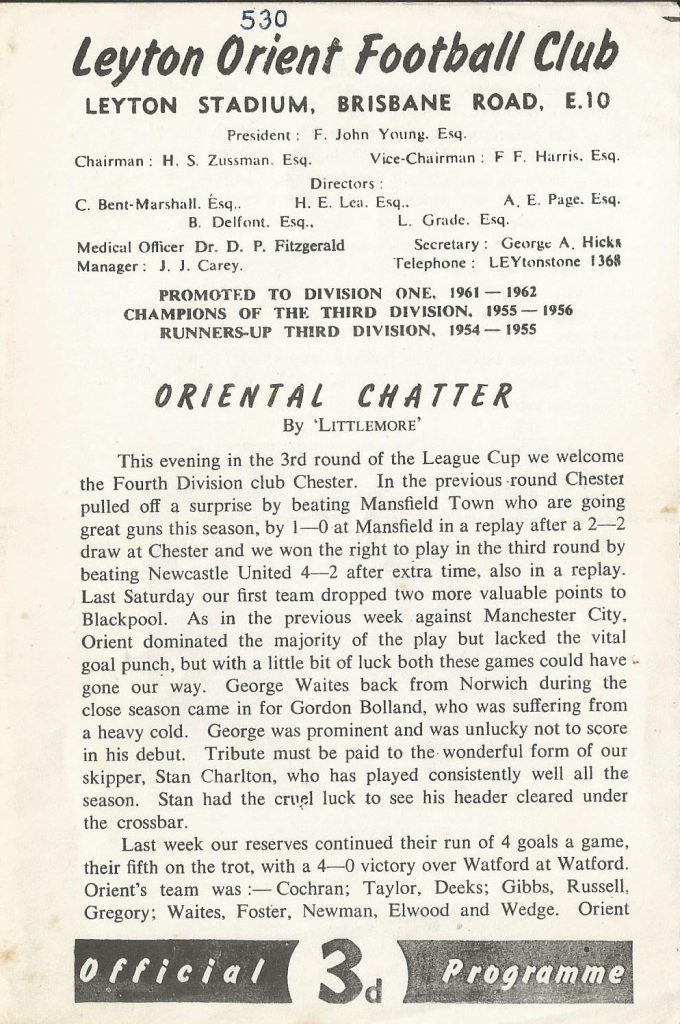 530
Leyton Orient Football Club
LEYTON STADIUM, BRISBANE ROAD, E.10
President : F. John Young. Esq.
Chairman : H. S. Zussman. Esq. Vice-Chairman : F F. Harris. Esq.
Directors :
C. Bent-Marshall. Esq.. H. E. Lea. Esq.. A. E. Page. Esq.
B. Delfont. Esq., L. Grade. Esq.
Medical Officer Dr. D. P. Fitzgerald Secretary : George A. Hicks
Manager : J. J. Carey. Telephone : LEYtonstone 1368
PROMOTED TO DIVISION ONE, 1961 — 1962
CHAMPIONS OF THE THIRD DIVISION, 1955 — 1956
RUNNERS-UP THIRD DIVISION, 1954 — 1955
ORIENTAL CHATTER
By 'LITTLEMORE'
This evening in the 3rd round of the League Cup we welcome
the Fourth Division club Chester. In the previous round Chester
pulled off a surprise by beating Mansfield Town who are going
great guns this season, by 1—0 at Mansfield in a replay after a 2—2
draw at Chester and we won the right to play in the third round by
beating Newcastle United 4—2 after extra time, also in a replay.
Last Saturday our first team dropped two more valuable points to
Blackpool. As in the previous week against Manchester City,
Orient dominated the majority of the play but lacked the vital
goal punch, but with a little bit of luck both these games could have
gone our way. George Waites back from Norwich during the
close season came in for Gordon Bolland, who was suffering from
a heavy cold. George was prominent and was unlucky not to score
in his debut. Tribute must be paid to the wonderful form of our
skipper, Stan Charlton, who has played consistently well all the
season. Stan had the cruel luck to see his header cleared under
the crossbar.
Last week our reserves continued their run of 4 goals a game,
their fifth on the trot, with a 4—0 victory over Watford at Watford.
Orient's team was :— Cochran; Taylor, Deeks; Gibbs, Russell,
Gregory; Waites, Foster, Newman, Elwood and Wedge. Orient
Official 3d Programme